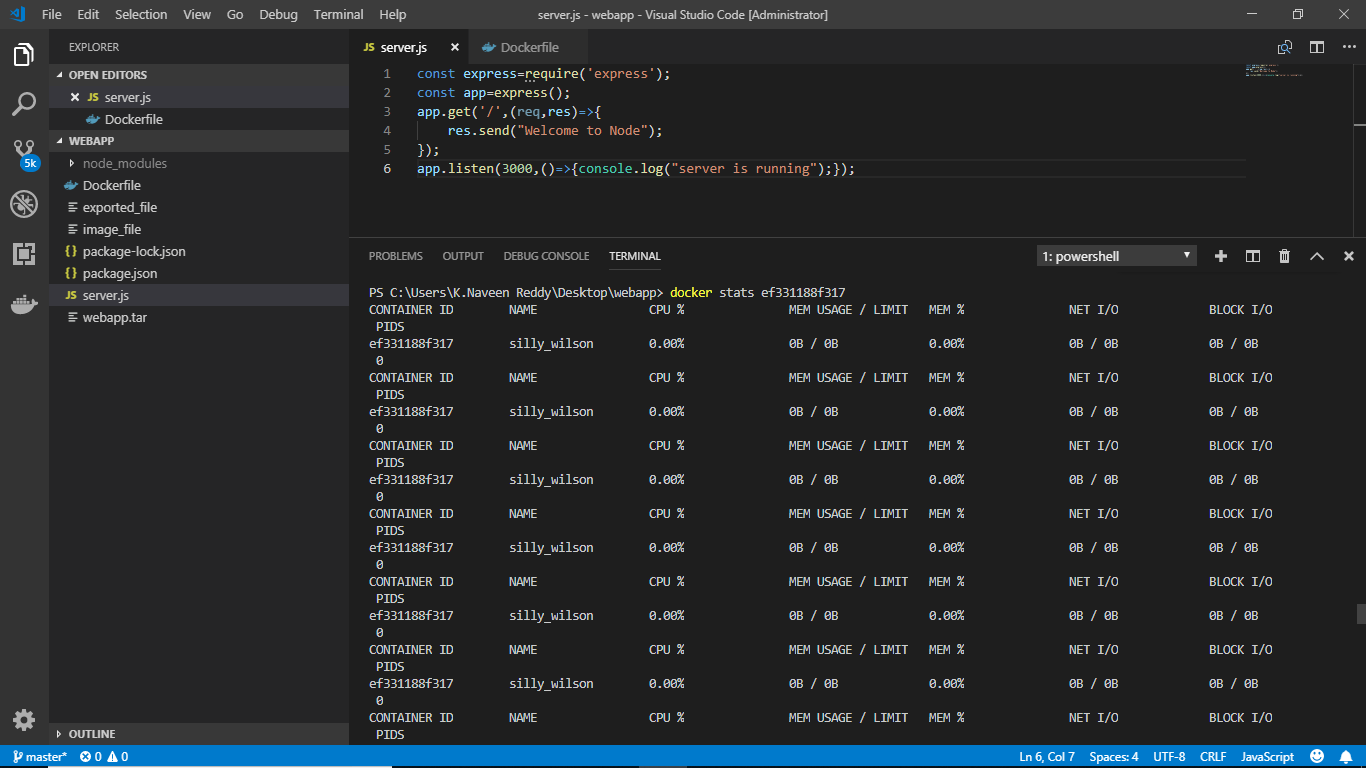 File Edit Selection View Go Debug Terminal Help
server.js - webapp - Visual Studio Code [Administrator]
EXPLORER
OPEN EDITORS
JS server.js
Dockerfile
WEBAPP
node_modules
Dockerfile
exported_file
image_file
{} package-lock.json
{} package.json
JS server.js
webapp.tar
OUTLINE
5k
JS server.js
Dockerfile
1 const express=require('express');
2 const app=express();
3 app.get('/',(req,res)=>{
4 res.send("Welcome to Node");
5 });
6 app.listen(3000,()=>{console.log("server is running");});
PROBLEMS OUTPUT DEBUG CONSOLE TERMINAL
1: powershell
PS C:\Users\K.Naveen Reddy\Desktop\webapp> docker stats ef331188f317
CONTAINER ID NAME CPU % MEM USAGE / LIMIT MEM % NET I/O BLOCK I/O
PIDS
ef331188f317 silly_wilson 0.00% 0B / 0B 0.00% 0B / 0B 0B / 0B
0
CONTAINER ID NAME CPU % MEM USAGE / LIMIT MEM % NET I/O BLOCK I/O
PIDS
ef331188f317 silly_wilson 0.00% 0B / 0B 0.00% 0B / 0B 0B / 0B
0
CONTAINER ID NAME CPU % MEM USAGE / LIMIT MEM % NET I/O BLOCK I/O
PIDS
ef331188f317 silly_wilson 0.00% 0B / 0B 0.00% 0B / 0B 0B / 0B
0
CONTAINER ID NAME CPU % MEM USAGE / LIMIT MEM % NET I/O BLOCK I/O
PIDS
ef331188f317 silly_wilson 0.00% 0B / 0B 0.00% 0B / 0B 0B / 0B
0
CONTAINER ID NAME CPU % MEM USAGE / LIMIT MEM % NET I/O BLOCK I/O
PIDS
ef331188f317 silly_wilson 0.00% 0B / 0B 0.00% 0B / 0B 0B / 0B
0
CONTAINER ID NAME CPU % MEM USAGE / LIMIT MEM % NET I/O BLOCK I/O
PIDS
ef331188f317 silly_wilson 0.00% 0B / 0B 0.00% 0B / 0B 0B / 0B
0
CONTAINER ID NAME CPU % MEM USAGE / LIMIT MEM % NET I/O BLOCK I/O
PIDS
master* 0 0
Ln 6, Col 7 Spaces: 4 UTF-8 CRLF JavaScript